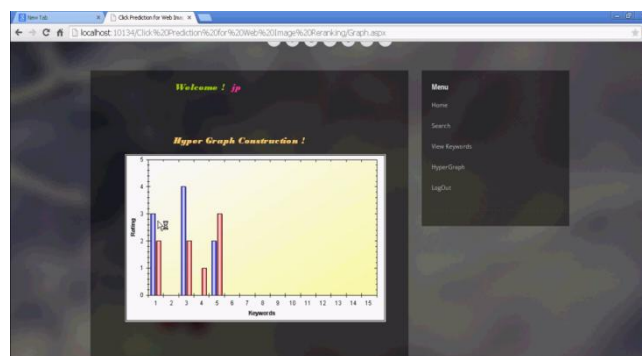 New Tab
Click Prediction for Web Ima
localhost:10134/Click%20Prediction%20for%20Web%20Image%20Reranking/Graph.aspx
Welcome ! jp
Menu
Home
Search
View Keywords
HyperGraph
LogOut
Hyper Graph Construction !
Rating
5
4
3
2
1
0
1 2 3 4 5 6 7 8 9 10 11 12 13 14 15
Keywords